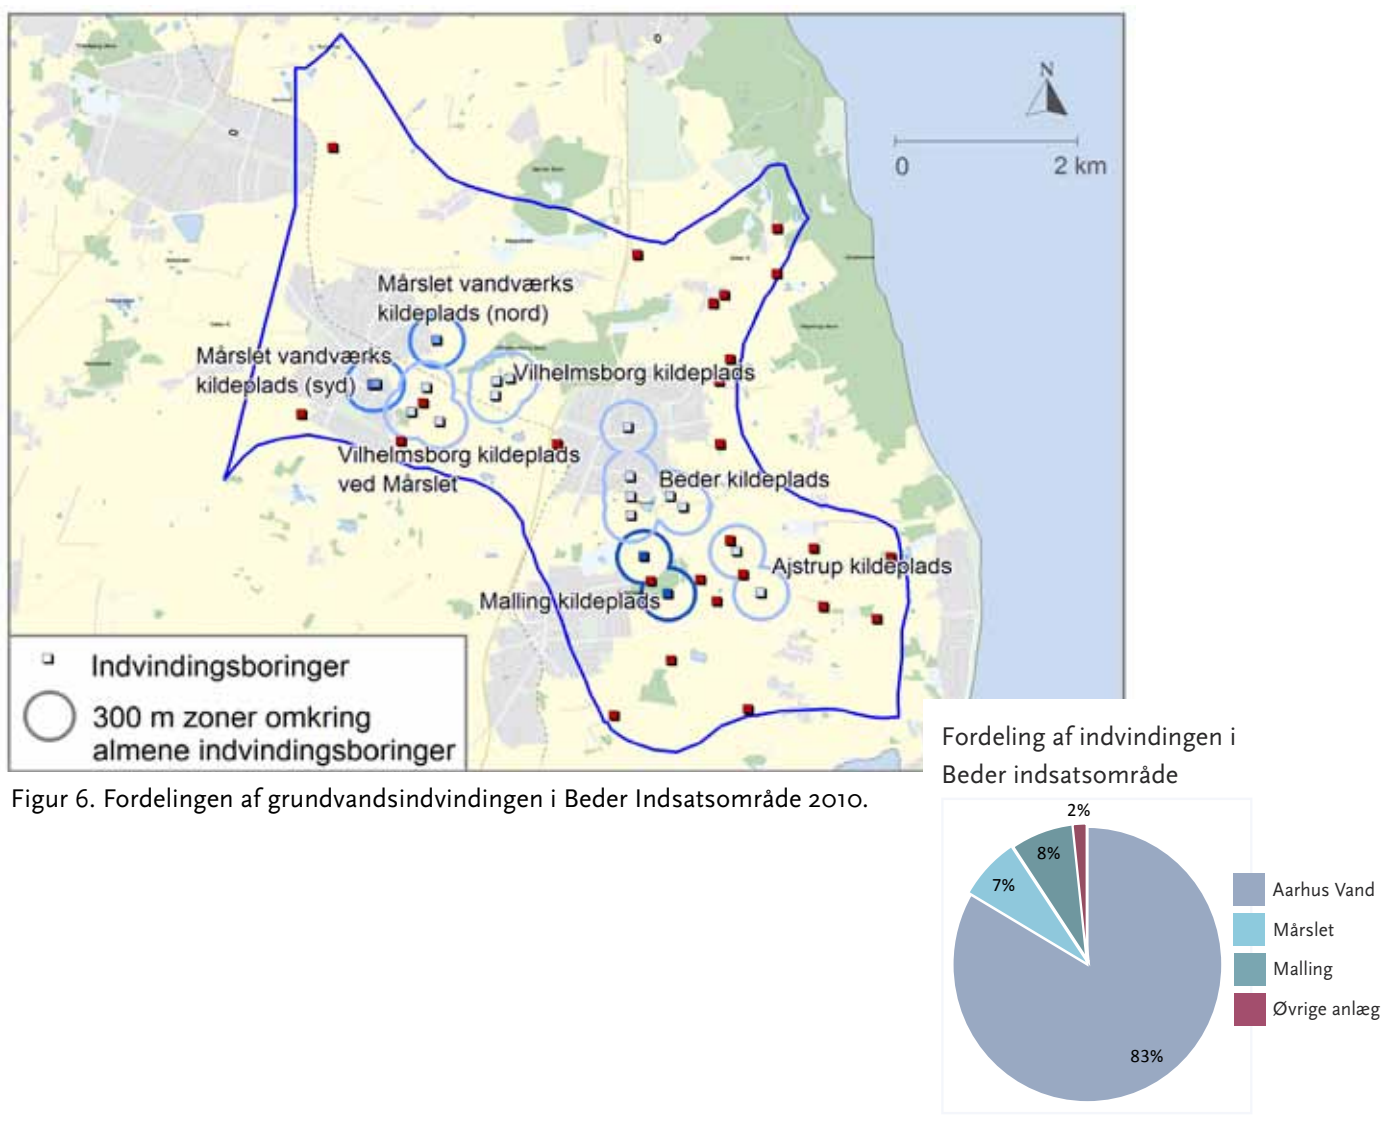 N
0 2 km
Mårslet vandværks
kildeplads (nord)
Mårslet vandværks
kildeplads (syd)
Vilhelmsborg kildeplads
Vilhelmsborg kildeplads
ved Mårslet
Beder kildeplads
Ajstrup kildeplads
Malling kildeplads
Indvindingsboringer
300 m zoner omkring
almene indvindingsboringer
Figur 6. Fordelingen af grundvandsindvindingen i Beder Indsatsområde 2010.
Fordeling af indvindingen i
Beder indsatsområde
2%
8%
7%
83%
Aarhus Vand
Mårslet
Malling
Øvrige anlæg